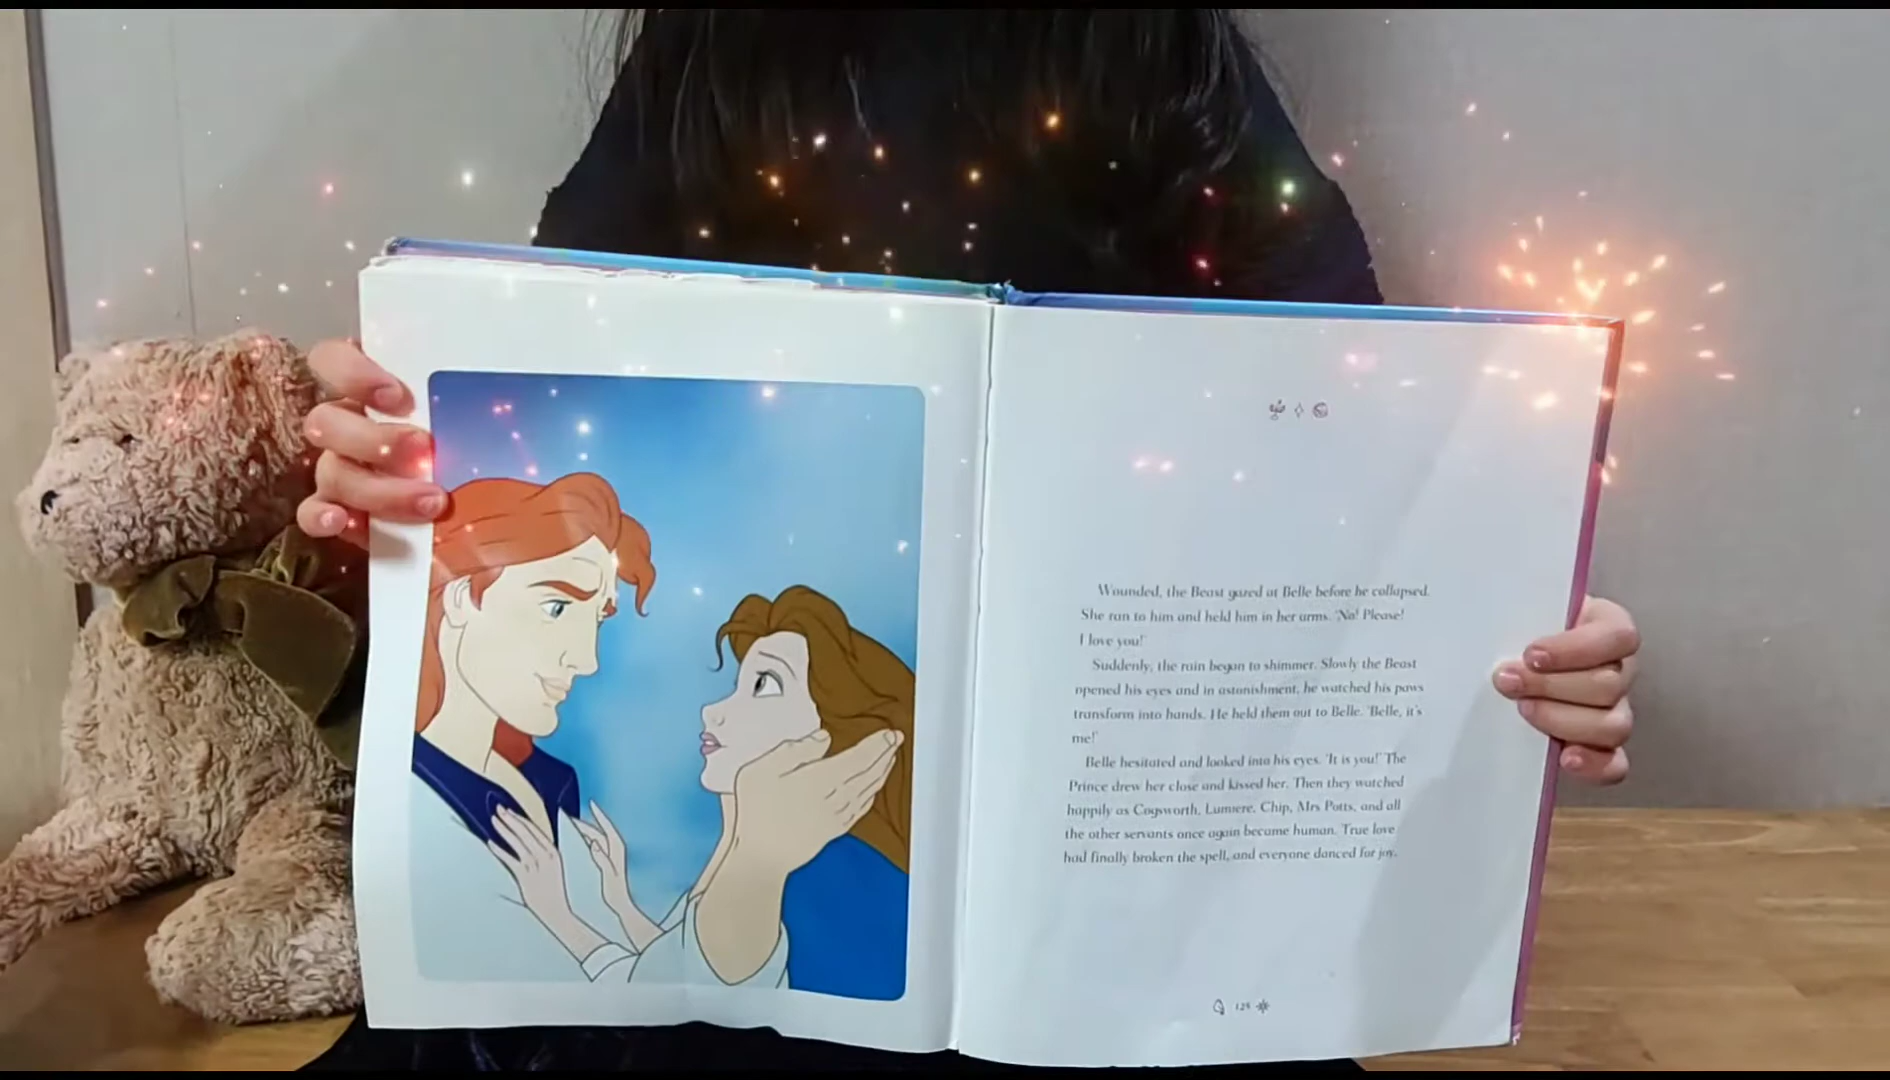 Wounded, the Beast gazed at Belle before he collapsed.
She ran to him and held him in her arms. 'No! Please!
I love you!'
Suddenly, the rain began to shimmer. Slowly the Beast
opened his eyes and in astonishment, he watched his paws
transform into hands. He held them out to Belle. 'Belle, it's
me!'
Belle hesitated and looked into his eyes. 'It is you!' The
Prince drew her close and kissed her. Then they watched
happily as Cogsworth, Lumiere, Chip, Mrs Potts, and all
the other servants once again became human. True love
had finally broken the spell, and everyone danced for joy.